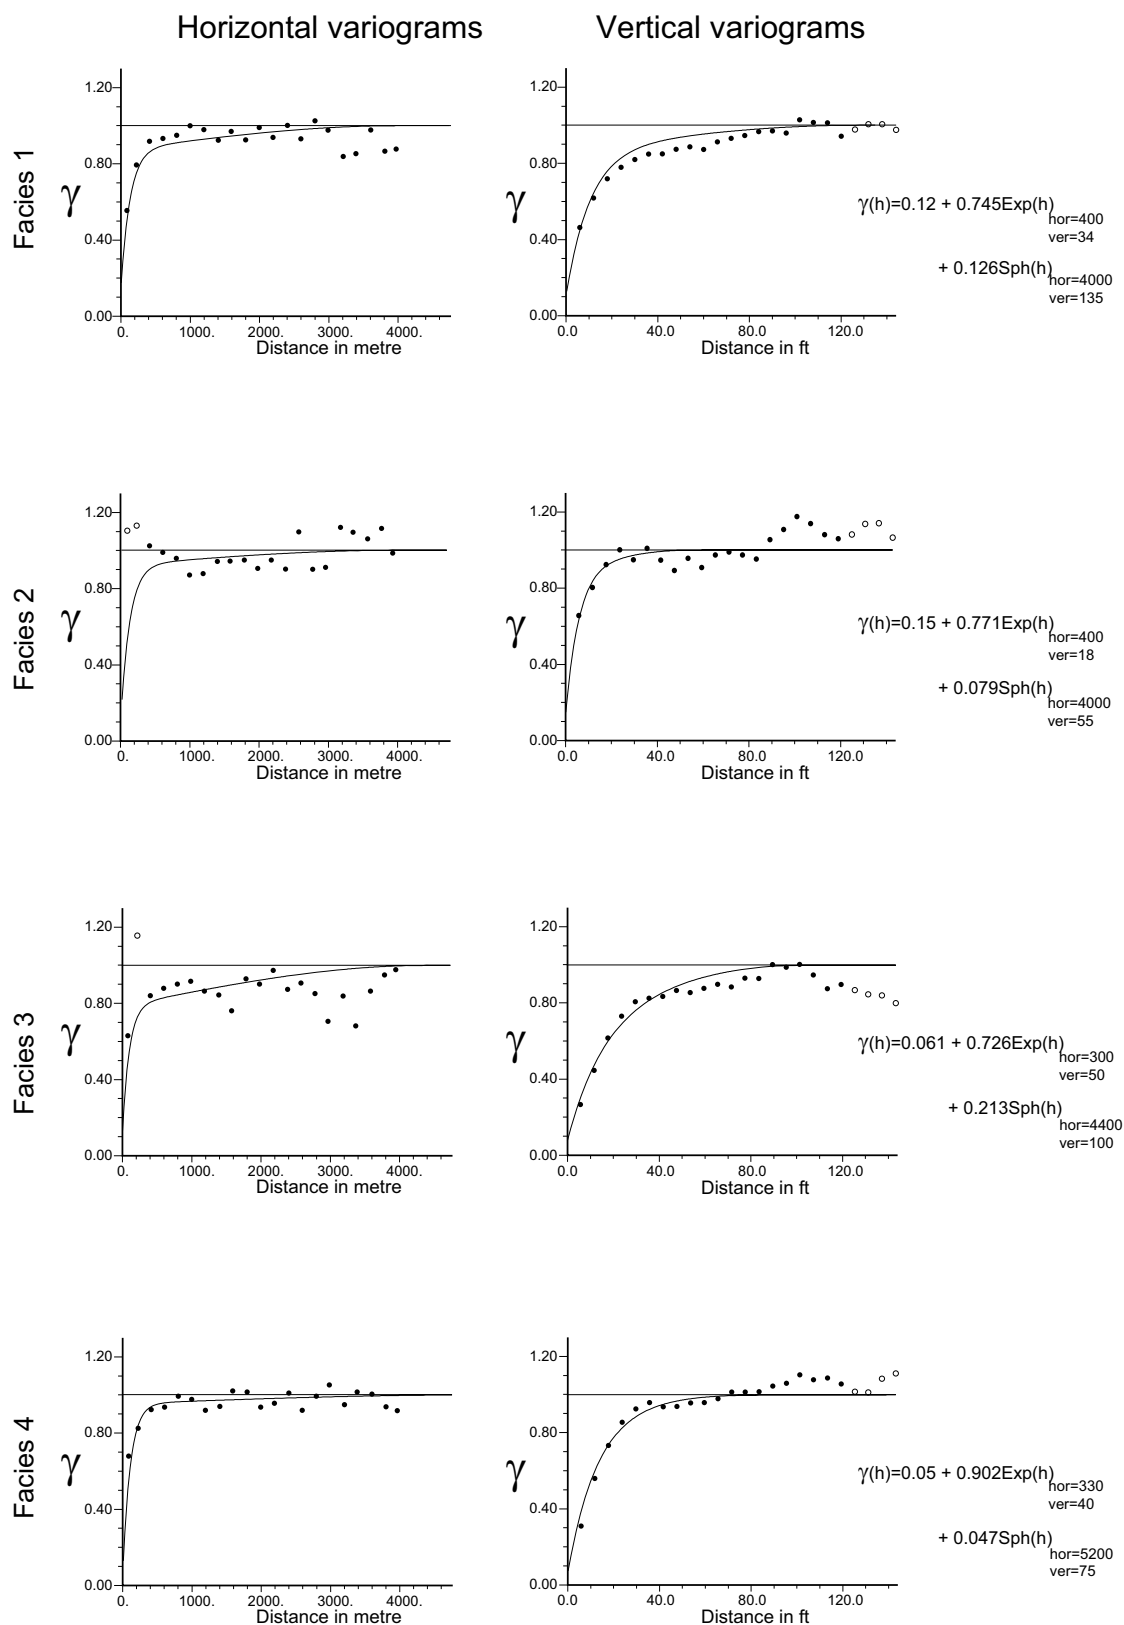 Horizontal variograms Vertical variograms
Facies 1
γ
1.20
0.80
0.40
0.00
0. 1000. 2000. 3000. 4000.
Distance in metre
γ
1.20
0.80
0.40
0.00
0.0 40.0 80.0 120.0
Distance in ft
γ(h)=0.12 + 0.745Exp(h)
hor=400
ver=34
+ 0.126Sph(h)
hor=4000
ver=135
Facies 2
γ
1.20
0.80
0.40
0.00
0. 1000. 2000. 3000. 4000.
Distance in metre
γ
1.20
0.80
0.40
0.00
0.0 40.0 80.0 120.0
Distance in ft
γ(h)=0.15 + 0.771Exp(h)
hor=400
ver=18
+ 0.079Sph(h)
hor=4000
ver=55
Facies 3
γ
1.20
0.80
0.40
0.00
0. 1000. 2000. 3000. 4000.
Distance in metre
γ
1.20
0.80
0.40
0.00
0.0 40.0 80.0 120.0
Distance in ft
γ(h)=0.061 + 0.726Exp(h)
hor=300
ver=50
+ 0.213Sph(h)
hor=4400
ver=100
Facies 4
γ
1.20
0.80
0.40
0.00
0. 1000. 2000. 3000. 4000.
Distance in metre
γ
1.20
0.80
0.40
0.00
0.0 40.0 80.0 120.0
Distance in ft
γ(h)=0.05 + 0.902Exp(h)
hor=330
ver=40
+ 0.047Sph(h)
hor=5200
ver=75